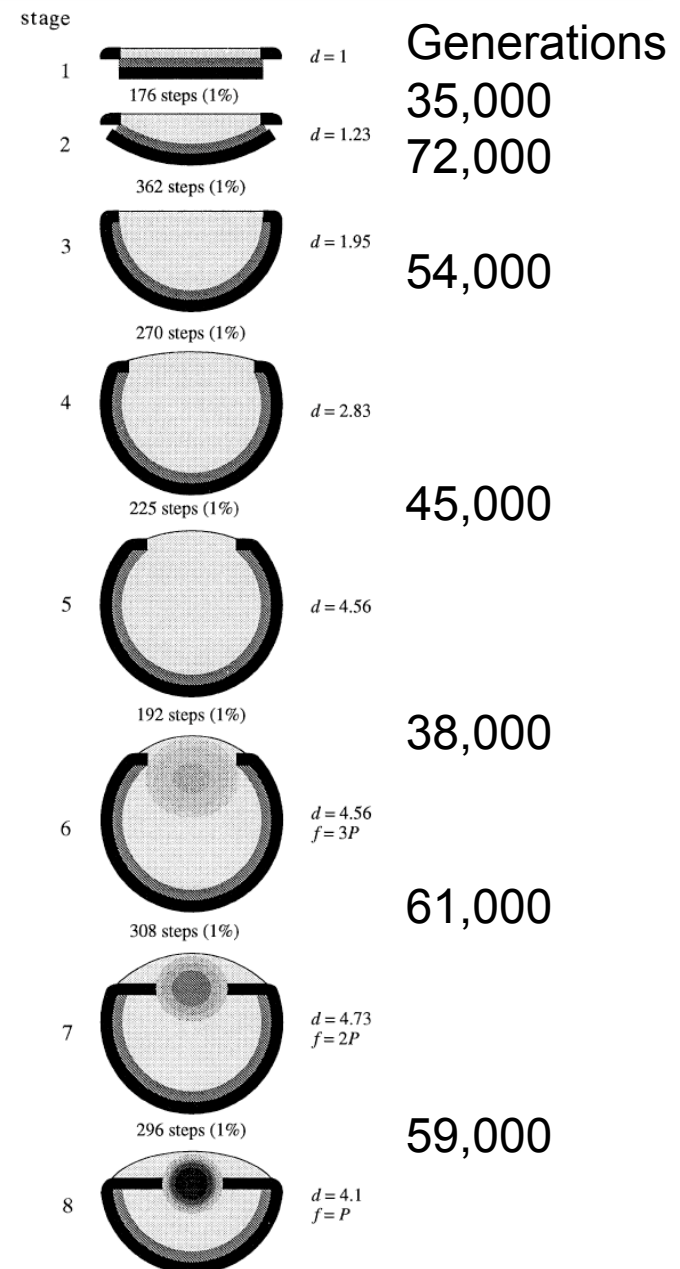 stage
Generations
1
d = 1
176 steps (1%)
35,000
2
d = 1.23
72,000
362 steps (1%)
3
d = 1.95
54,000
270 steps (1%)
4
d = 2.83
225 steps (1%)
45,000
5
d = 4.56
192 steps (1%)
38,000
6
d = 4.56
f = 3P
61,000
308 steps (1%)
7
d = 4.73
f = 2P
296 steps (1%)
59,000
8
d = 4.1
f = P